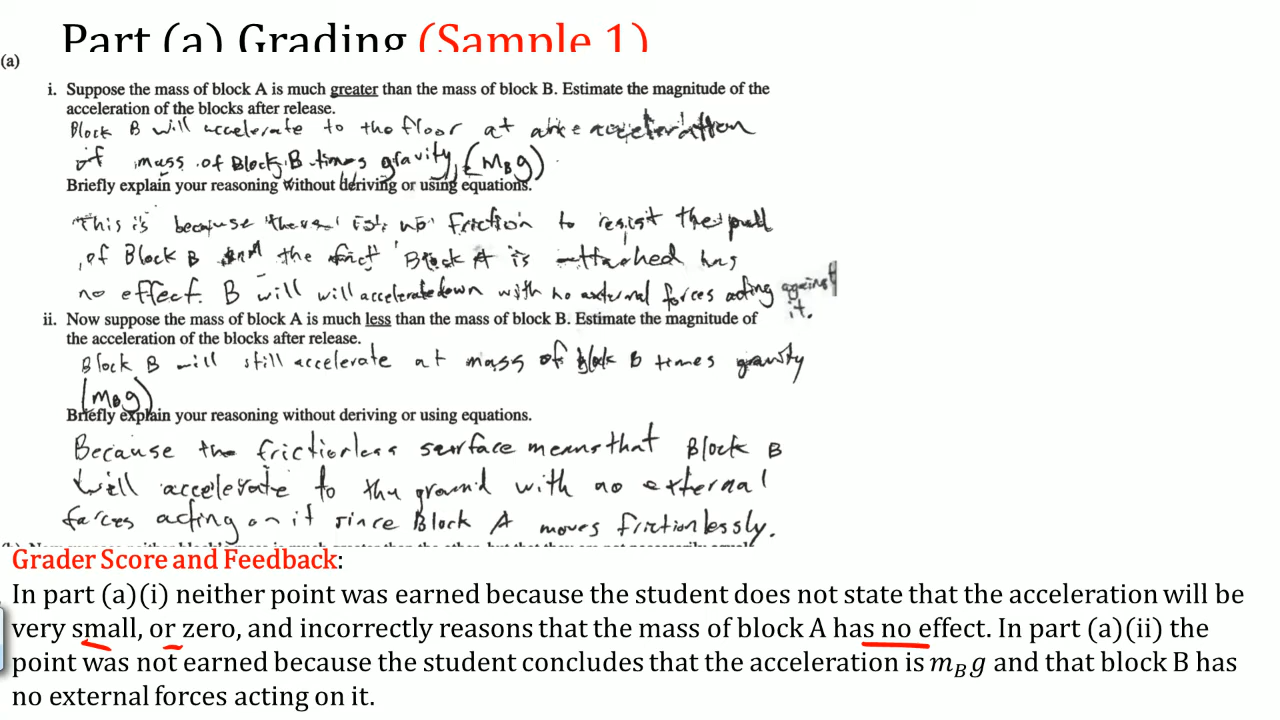 Part (a) Grading (Sample 1)
(a)
i. Suppose the mass of block A is much greater than the mass of block B. Estimate the magnitude of the
acceleration of the blocks after release.
Block B will accelerate to the floor at acceleration
of mass of Block B times gravity, (MBg)
Briefly explain your reasoning without deriving or using equations.
This is because there is no friction to resist the pull
of Block B and the fact Block A is attached has
no effect. B will will accelerate down with no external forces acting against
it.
ii. Now suppose the mass of block A is much less than the mass of block B. Estimate the magnitude of
the acceleration of the blocks after release.
Block B will still accelerate at mass of block B times gravity
(MBg)
Briefly explain your reasoning without deriving or using equations.
Because the frictionless surface means that Block B
will accelerate to the ground with no external
forces acting on it since Block A moves frictionlessly.
Grader Score and Feedback:
In part (a)(i) neither point was earned because the student does not state that the acceleration will be
very small, or zero, and incorrectly reasons that the mass of block A has no effect. In part (a)(ii) the
point was not earned because the student concludes that the acceleration is mBg and that block B has
no external forces acting on it.